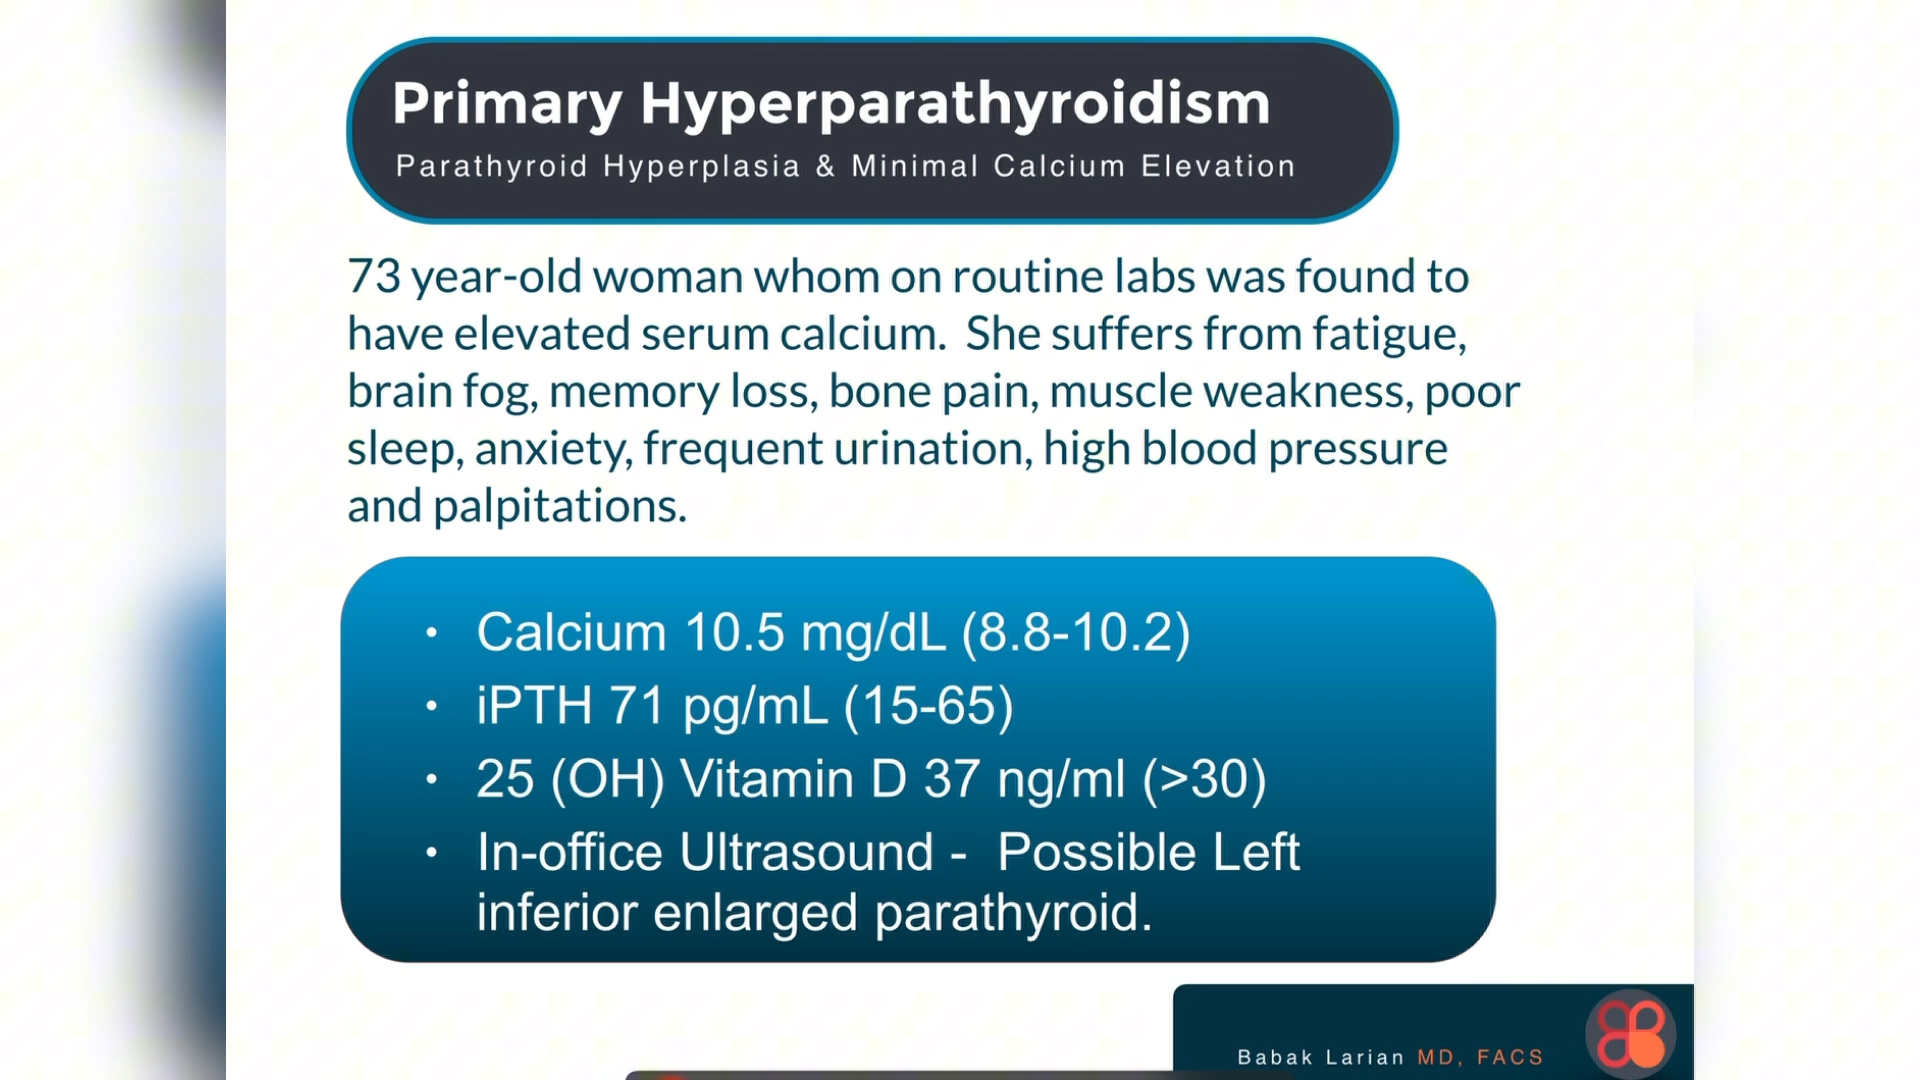 Primary Hyperparathyroidism
Parathyroid Hyperplasia & Minimal Calcium Elevation
73 year-old woman whom on routine labs was found to
have elevated serum calcium.  She suffers from fatigue,
brain fog, memory loss, bone pain, muscle weakness, poor
sleep, anxiety, frequent urination, high blood pressure
and palpitations.
• Calcium 10.5 mg/dL (8.8-10.2)
• iPTH 71 pg/mL (15-65)
• 25 (OH) Vitamin D 37 ng/ml (>30)
• In-office Ultrasound -  Possible Left
inferior enlarged parathyroid.
Babak Larian MD, FACS